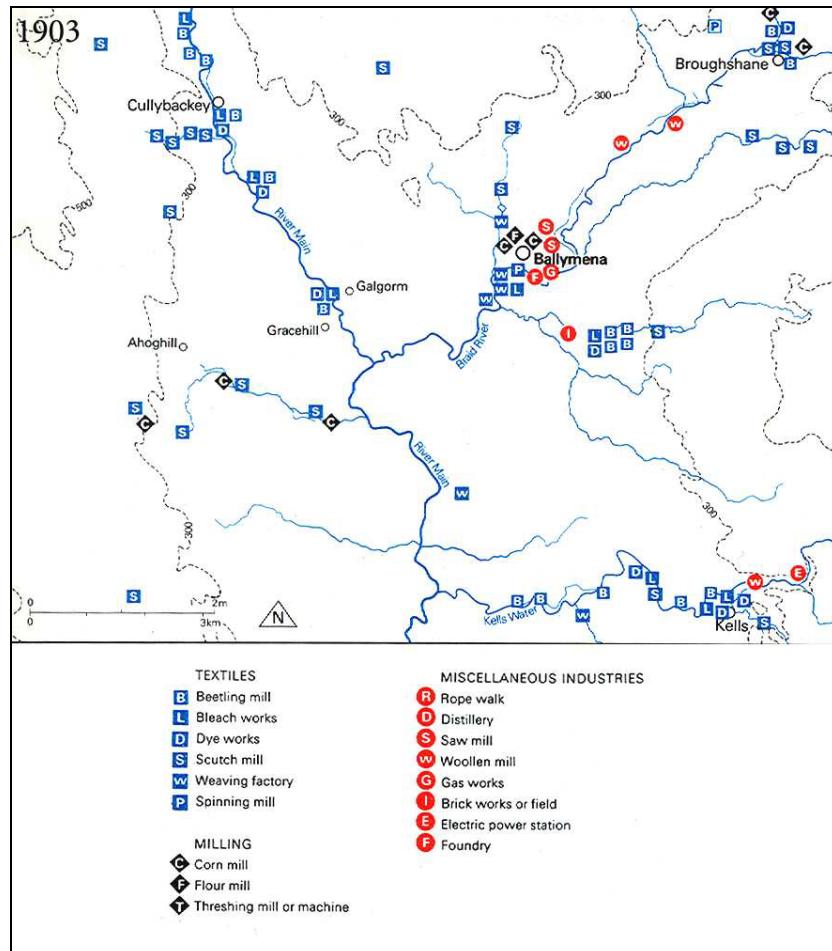 1903
S
L
B
B
B
S
Cullybackey
L B
D
S S S S
300
500
300
S
L B
D
River Main
D L
B
Galgorm
Gracehill
Ahoghill
C S
S
C
S
C
S
300
S
0 2m
0 3km
N
300
C
P
B D
S S C
Broughshane
B
W
W
S
S S
S
S
W
F
C C
S
S
Ballymena
W P
F G
W L
W
Braid River
I
L B B S
D B B
River Main
W
300
Kells Water
B B
W
B
D L
S
B
B L D
L D
Kells
S
W
E
TEXTILES
B Beetling mill
L Bleach works
D Dye works
S Scutch mill
W Weaving factory
P Spinning mill
MILLING
C Corn mill
F Flour mill
T Threshing mill or machine
MISCELLANEOUS INDUSTRIES
R Rope walk
D Distillery
S Saw mill
W Woollen mill
G Gas works
I Brick works or field
E Electric power station
F Foundry